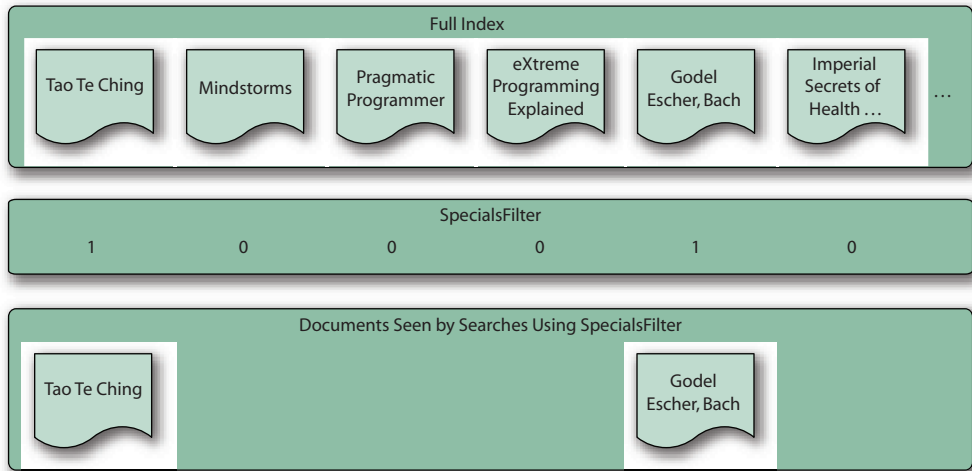 Full Index
Tao Te Ching
Mindstorms
Pragmatic
Programmer
eXtreme
Programming
Explained
Godel
Escher, Bach
Imperial
Secrets of
Health ...
...
SpecialsFilter
1 0 0 0 1 0
Documents Seen by Searches Using SpecialsFilter
Tao Te Ching
Godel
Escher, Bach